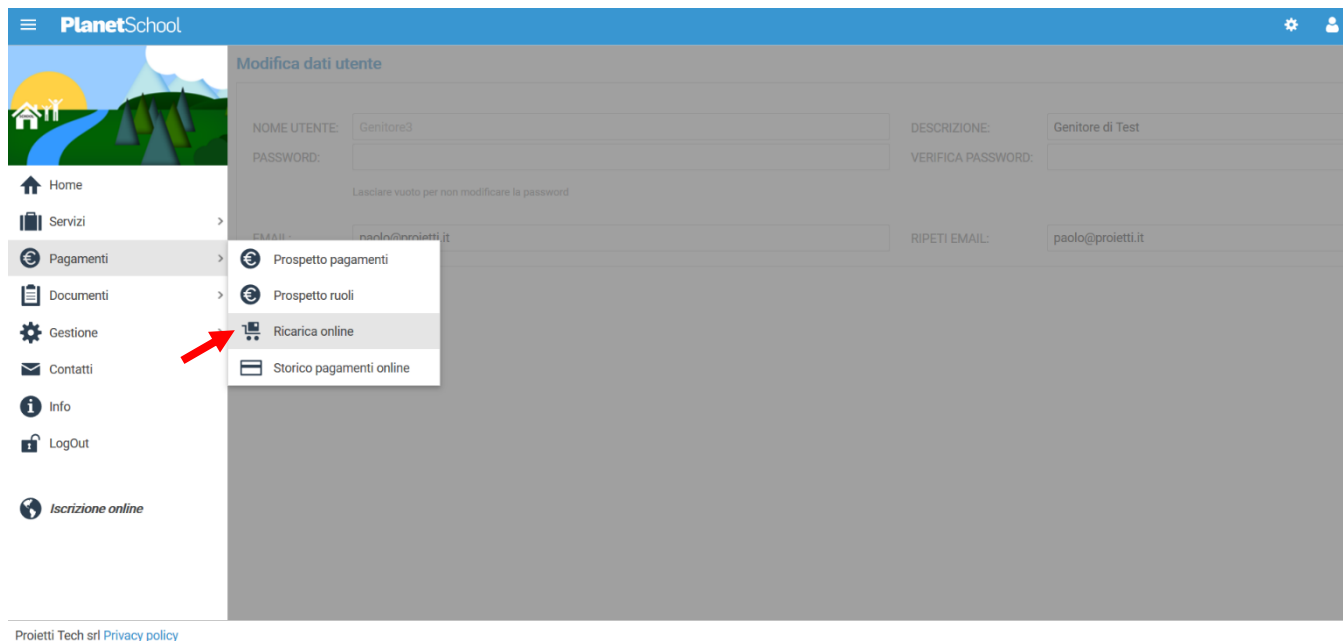 PlanetSchool
Modifica dati utente
NOME UTENTE: Genitore3 DESCRIZIONE: Genitore di Test
PASSWORD: VERIFICA PASSWORD:
Lasciare vuoto per non modificare la password
EMAIL: paolo@proietti.it RIPETI EMAIL: paolo@proietti.it
Home
Servizi
Pagamenti
Documenti
Gestione
Contatti
Info
LogOut
Iscrizione online
Prospetto pagamenti
Prospetto ruoli
Ricarica online
Storico pagamenti online
Proietti Tech srl Privacy policy